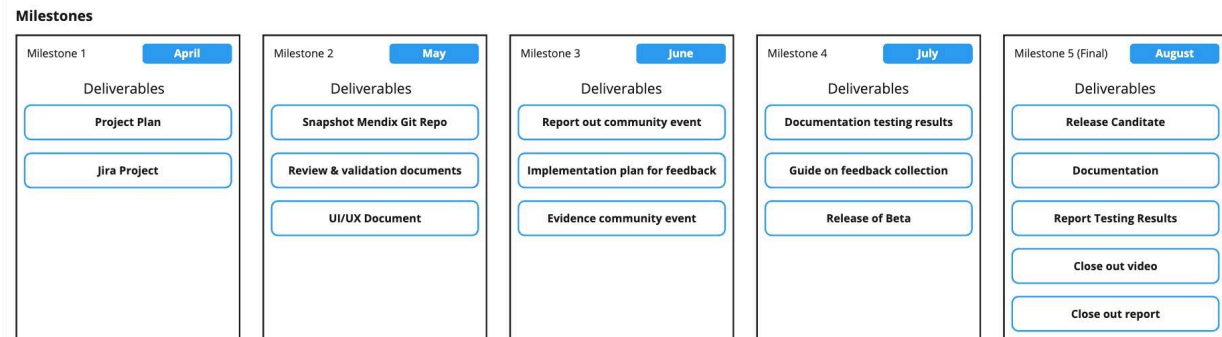 Milestones
Milestone 1
April
Deliverables
Project Plan
Jira Project
Milestone 2
May
Deliverables
Snapshot Mendix Git Repo
Review & validation documents
UI/UX Document
Milestone 3
June
Deliverables
Report out community event
Implementation plan for feedback
Evidence community event
Milestone 4
July
Deliverables
Documentation testing results
Guide on feedback collection
Release of Beta
Milestone 5 (Final)
August
Deliverables
Release Canditate
Documentation
Report Testing Results
Close out video
Close out report